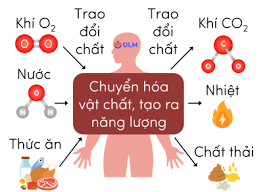 Khí O₂
Trao
đổi
chất
OLM
Trao
đổi
chất
Khí CO₂
O
O
O
C
O
Nước
O
H
H
Chuyển hóa
vật chất, tạo ra
năng lượng
Nhiệt
Thức ăn
Chất thải